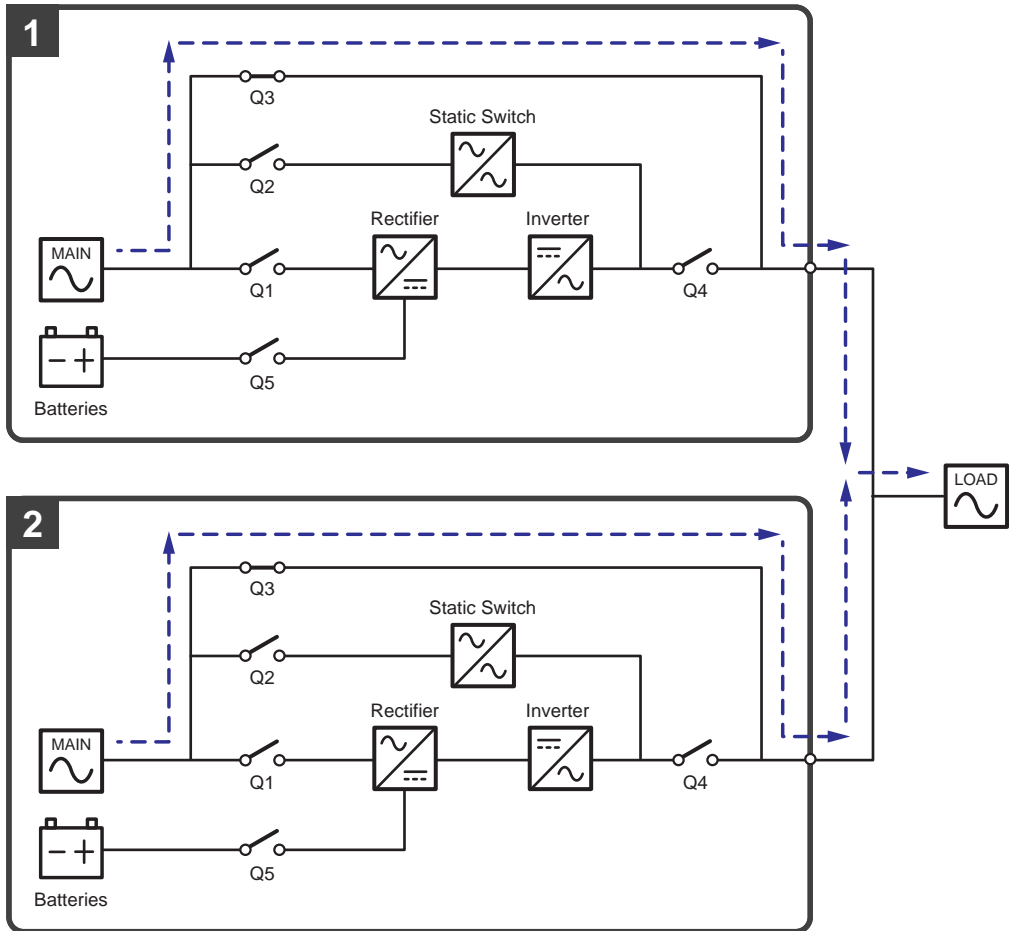 1
Q3
Static Switch
Q2
Rectifier
Inverter
MAIN
Q1
Q4
Q5
Batteries
LOAD
2
Q3
Static Switch
Q2
Rectifier
Inverter
MAIN
Q1
Q4
Q5
Batteries